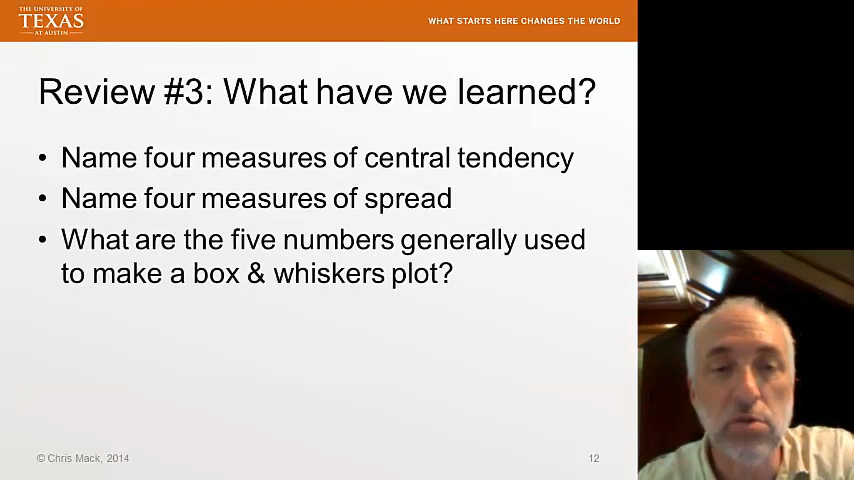 THE UNIVERSITY OF
TEXAS
AT AUSTIN
WHAT STARTS HERE CHANGES THE WORLD
Review #3: What have we learned?
• Name four measures of central tendency
• Name four measures of spread
• What are the five numbers generally used
to make a box & whiskers plot?
© Chris Mack, 2014
12